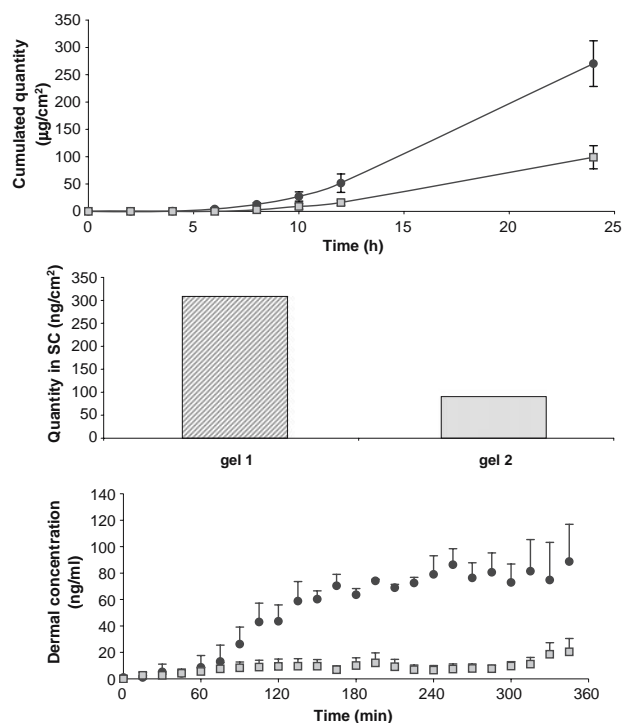 Cumulated quantity
(µg/cm²)
350
300
250
200
150
100
50
0
0 5 10 15 20 25
Time (h)
Quantity in SC (ng/cm²)
350
300
250
200
150
100
50
0
gel 1 gel 2
Dermal concentration
(ng/ml)
140
120
100
80
60
40
20
0
0 60 120 180 240 300 360
Time (min)